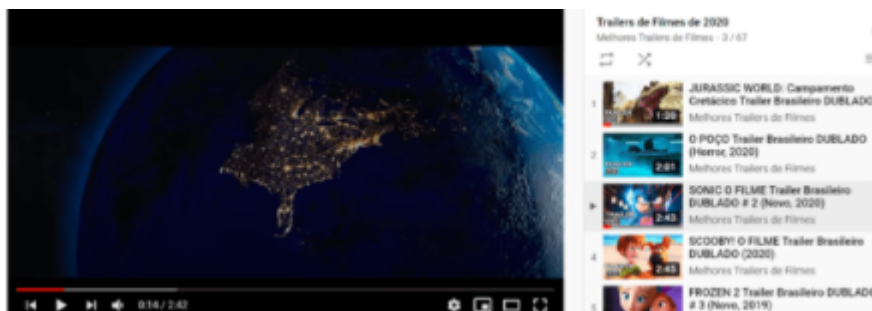 0:14 / 2:42
Trailers de Filmes de 2020
Melhores Trailers de Filmes - 3 / 67
1
1:20
JURASSIC WORLD: Campamento
Cretácico Trailer Brasileiro DUBLADO
Melhores Trailers de Filmes
2
2:01
O POÇO Trailer Brasileiro DUBLADO
(Horror, 2020)
Melhores Trailers de Filmes
2:43
SONIC O FILME Trailer Brasileiro
DUBLADO # 2 (Novo, 2020)
Melhores Trailers de Filmes
4
2:45
SCOOBY! O FILME Trailer Brasileiro
DUBLADO (2020)
Melhores Trailers de Filmes
5
FROZEN 2 Trailer Brasileiro DUBLADO
# 3 (Novo, 2019)